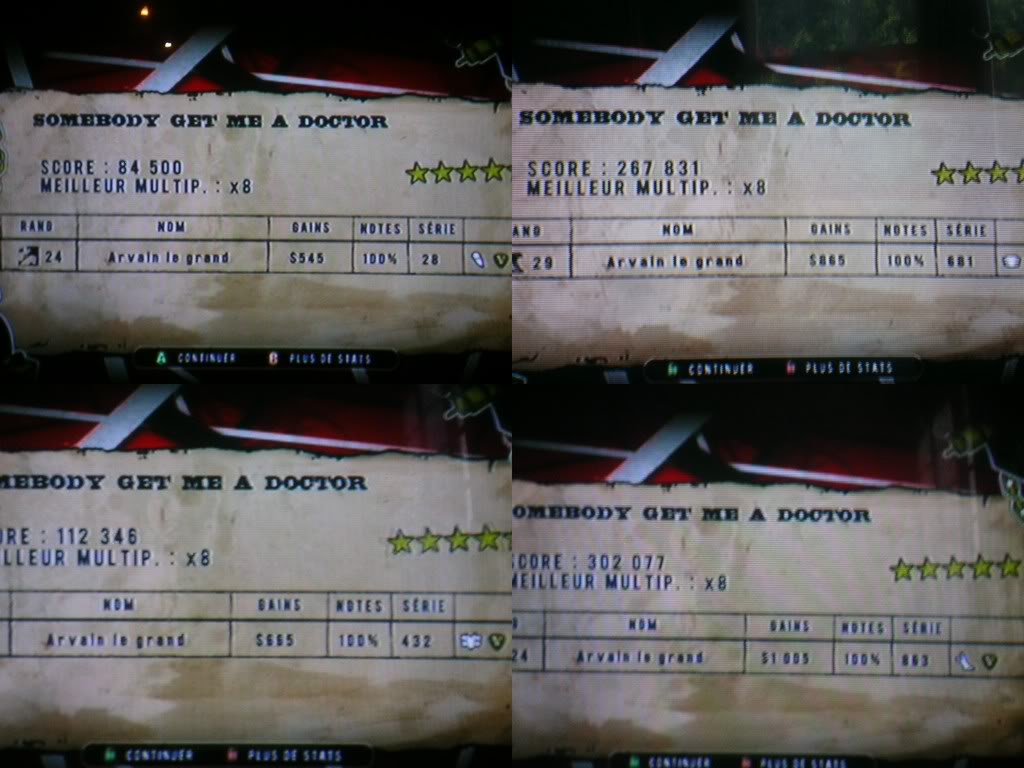 SOMEBODY GET ME A DOCTOR
SCORE : 84 500
MEILLEUR MULTIP. : x8
RANG NOM GAINS NOTES SÉRIE
24 Arvain le grand $545 100% 28
A CONTINUER B PLUS DE STATS
SOMEBODY GET ME A DOCTOR
SCORE : 267 831
MEILLEUR MULTIP. : x8
ANG NOM GAINS NOTES SÉRIE
29 Arvain le grand $865 100% 681
CONTINUER PLUS DE STATS
MEBODY GET ME A DOCTOR
ORE : 112 346
LLEUR MULTIP. : x8
NOM GAINS NOTES SÉRIE
Arvain le grand $665 100% 432
CONTINUER PLUS DE STATS
OMEBODY GET ME A DOCTOR
SCORE : 302 077
MEILLEUR MULTIP. : x8
NOM GAINS NOTES SÉRIE
24 Arvain le grand $1 005 100% 863
CONTINUER PLUS DE STATS